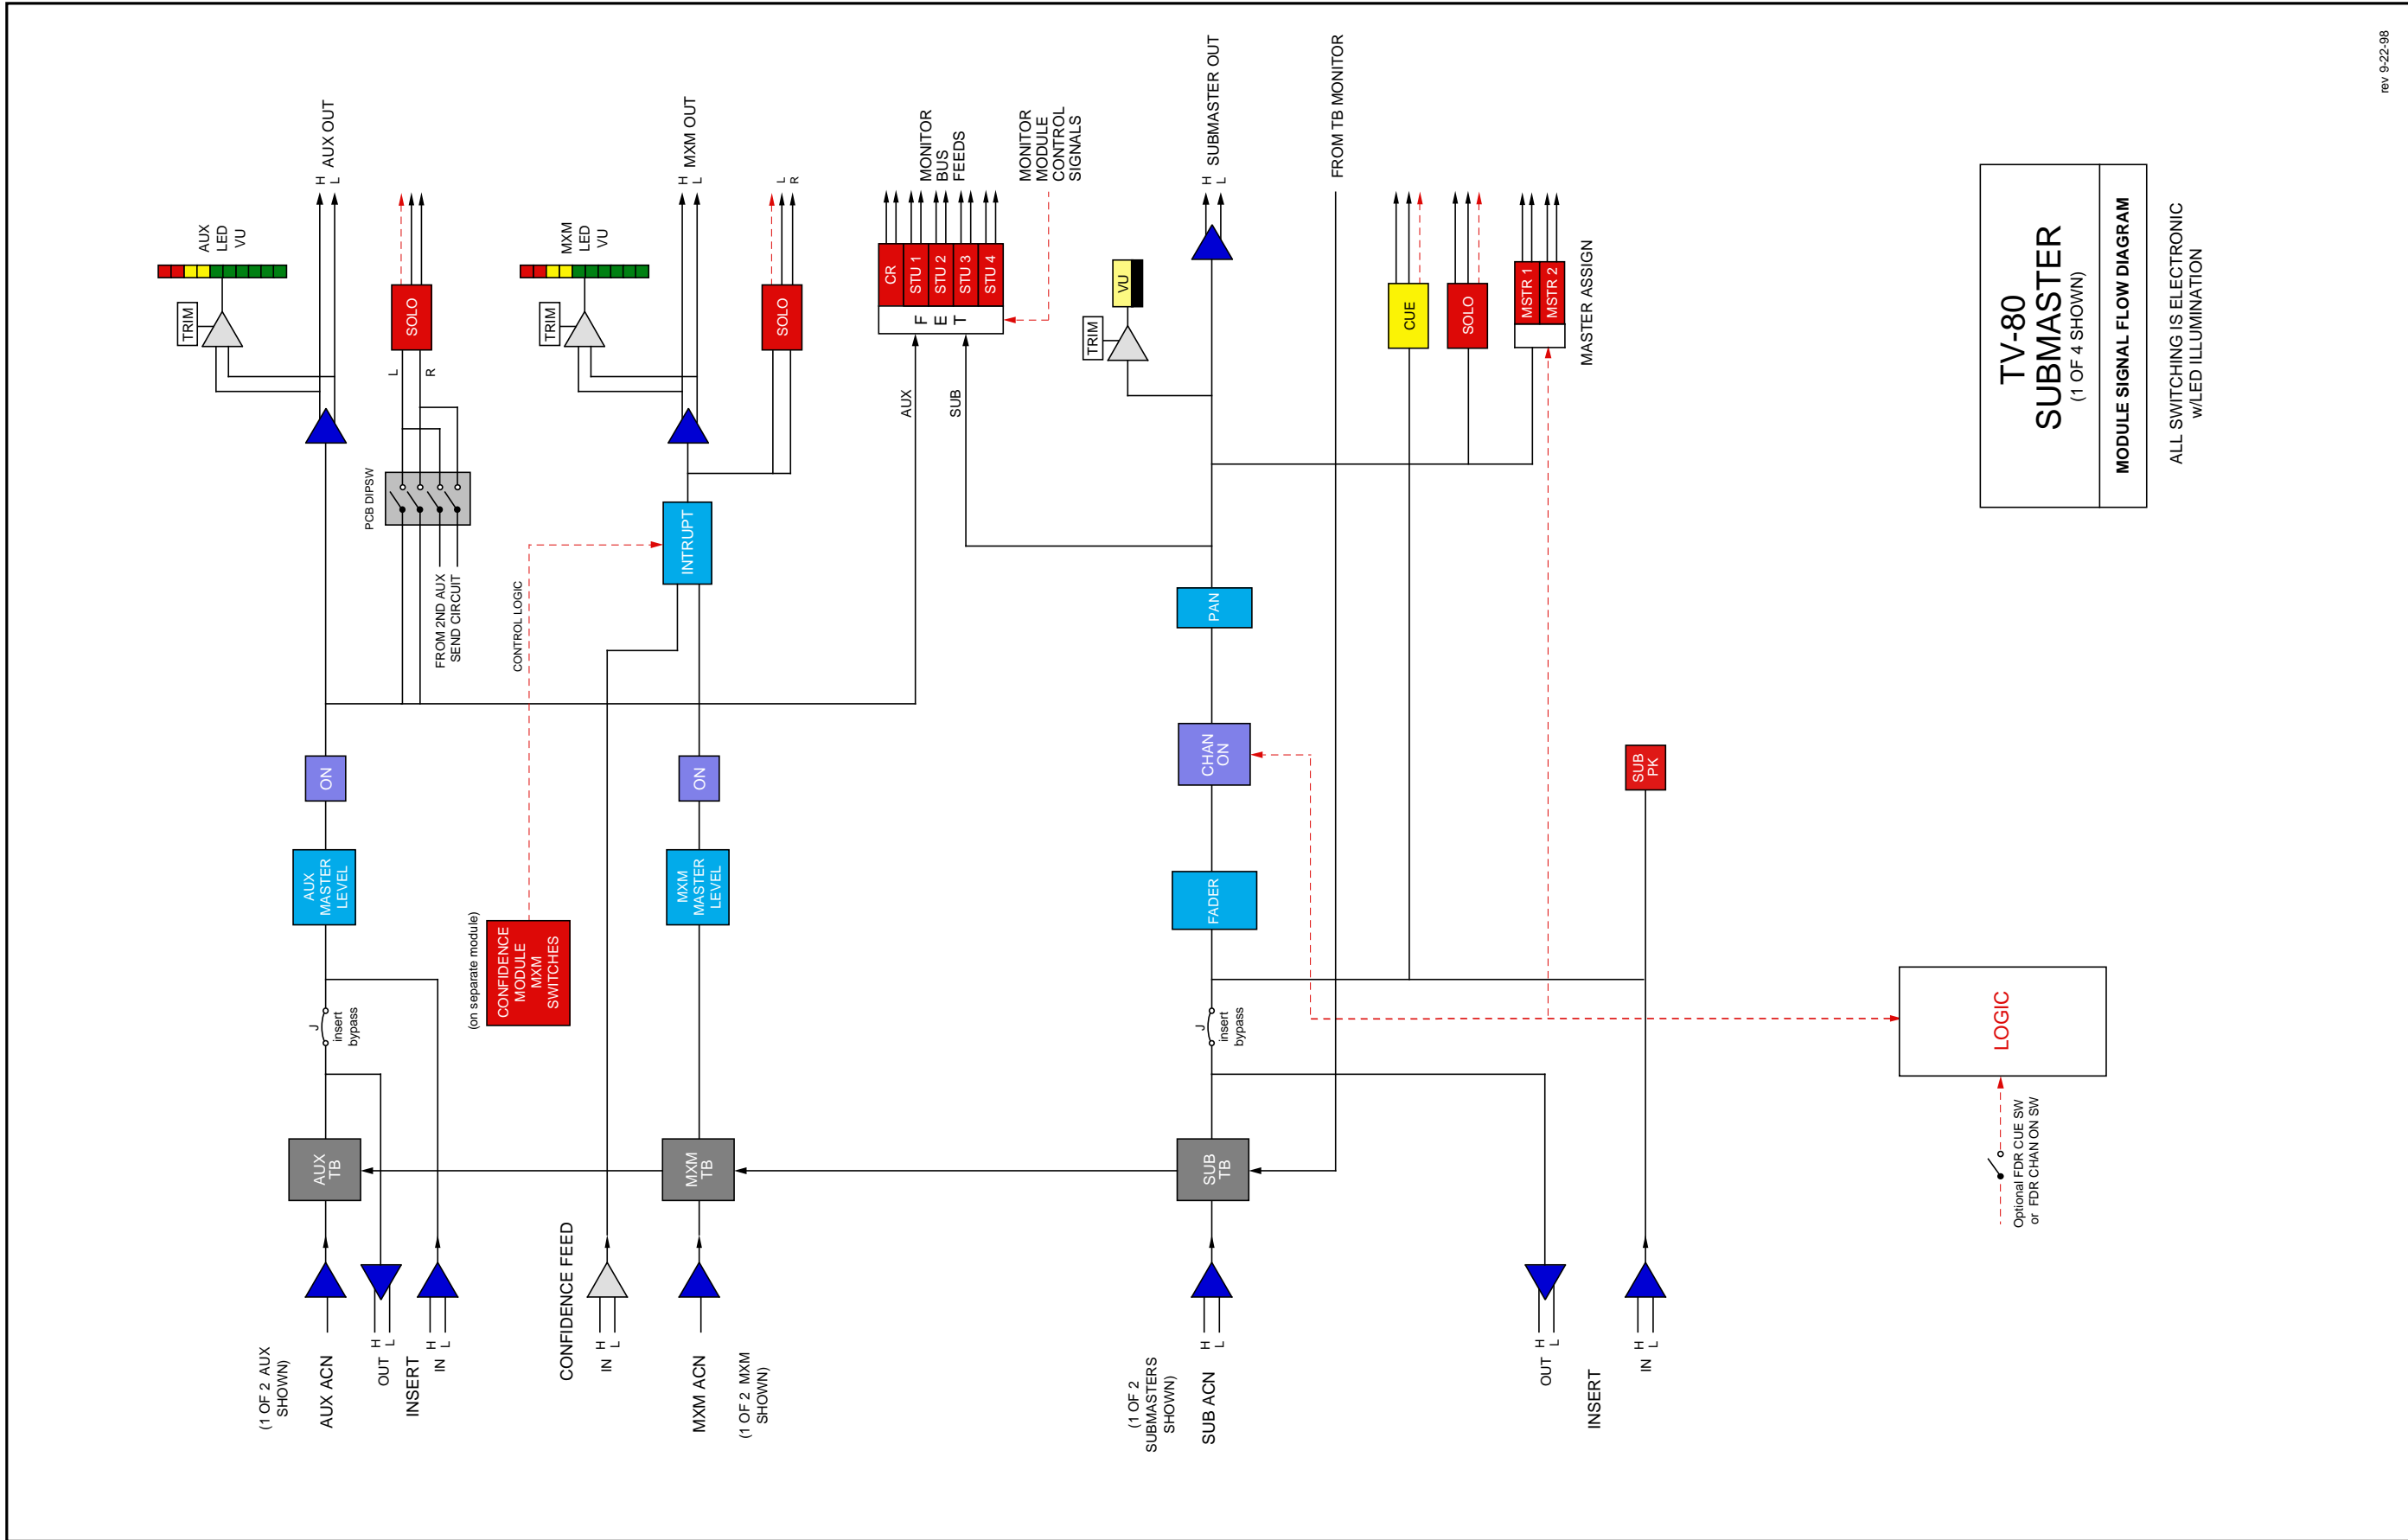 (1 OF 2 AUX
SHOWN)
AUX ACN
OUT
H
L
INSERT
IN
H
L
AUX
TB
J
insert
bypass
AUX
MASTER
LEVEL
ON
FROM 2ND AUX
SEND CIRCUIT
PCB DIPSW
L
R
SOLO
TRIM
AUX
LED
VU
H
L
AUX OUT
CONFIDENCE FEED
IN
H
L
(on separate module)
CONFIDENCE
MODULE
MXM
SWITCHES
CONTROL LOGIC
MXM ACN
(1 OF 2 MXM
SHOWN)
MXM
TB
MXM
MASTER
LEVEL
ON
INTRUPT
TRIM
MXM
LED
VU
H
L
MXM OUT
SOLO
L
R
AUX
SUB
F E T
CR
STU 1
STU 2
STU 3
STU 4
MONITOR
BUS
FEEDS
MONITOR
MODULE
CONTROL
SIGNALS
(1 OF 2
SUBMASTERS
SHOWN)
SUB ACN
H
L
SUB
TB
J
insert
bypass
FADER
CHAN
ON
PAN
TRIM
VU
H
L
SUBMASTER OUT
FROM TB MONITOR
CUE
SOLO
MSTR 1
MSTR 2
MASTER ASSIGN
OUT
H
L
INSERT
IN
H
L
SUB
PK
LOGIC
Optional FDR CUE SW
or FDR CHAN ON SW
TV-80
SUBMASTER
(1 OF 4 SHOWN)
MODULE SIGNAL FLOW DIAGRAM
ALL SWITCHING IS ELECTRONIC
w/LED ILLUMINATION
rev 9-22-98